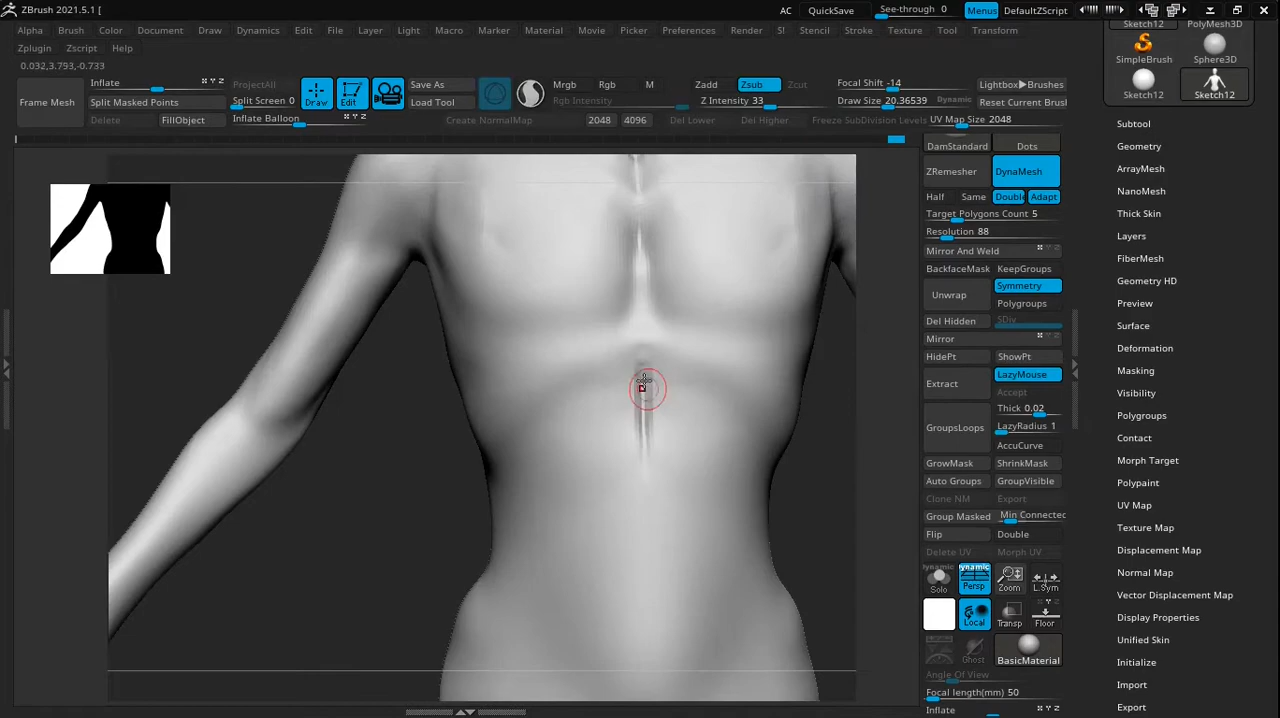 ZBrush 2021.5.1 [
AC QuickSave See-through 0 Menus DefaultZScript
Alpha Brush Color Document Draw Dynamics Edit File Layer Light Macro Marker Material Movie Picker Preferences Render Sl Stencil Stroke Texture Tool Transform
Zplugin Zscript Help
0.032,3.793,-0.733
Frame Mesh
Inflate
Split Masked Points
Delete FillObject
ProjectAll
Split Screen 0
Inflate Balloon
Draw Edit
Save As
Load Tool
Mrgb Rgb M
Rgb Intensity
Create NormalMap 2048 4096
Zadd Zsub Zcut
Z Intensity 33
Del Lower Del Higher
Focal Shift -14
Draw Size 20.36539 Dynamic
Freeze SubDivision Levels
Lightbox▶Brushes
Reset Current Brush
UV Map Size 2048
Sketch12 PolyMesh3D
SimpleBrush Sphere3D
Sketch12 Sketch12
DamStandard Dots
ZRemesher DynaMesh
Half Same Double Adapt
Target Polygons Count 5
Resolution 88
Mirror And Weld
BackfaceMask KeepGroups
Unwrap Symmetry
Polygroups
Del Hidden SDiv
Mirror
HidePt ShowPt
Extract LazyMouse
Accept
Thick 0.02
GroupsLoops LazyRadius 1
AccuCurve
GrowMask ShrinkMask
Auto Groups GroupVisible
Clone NM Export
Group Masked Min Connected
Flip Double
Delete UV Morph UV
Dynamic
Solo Persp Zoom L.Sym
Local Transp Floor
Ghost BasicMaterial
Angle Of View
Focal length(mm) 50
Inflate
Subtool
Geometry
ArrayMesh
NanoMesh
Thick Skin
Layers
FiberMesh
Geometry HD
Preview
Surface
Deformation
Masking
Visibility
Polygroups
Contact
Morph Target
Polypaint
UV Map
Texture Map
Displacement Map
Normal Map
Vector Displacement Map
Display Properties
Unified Skin
Initialize
Import
Export